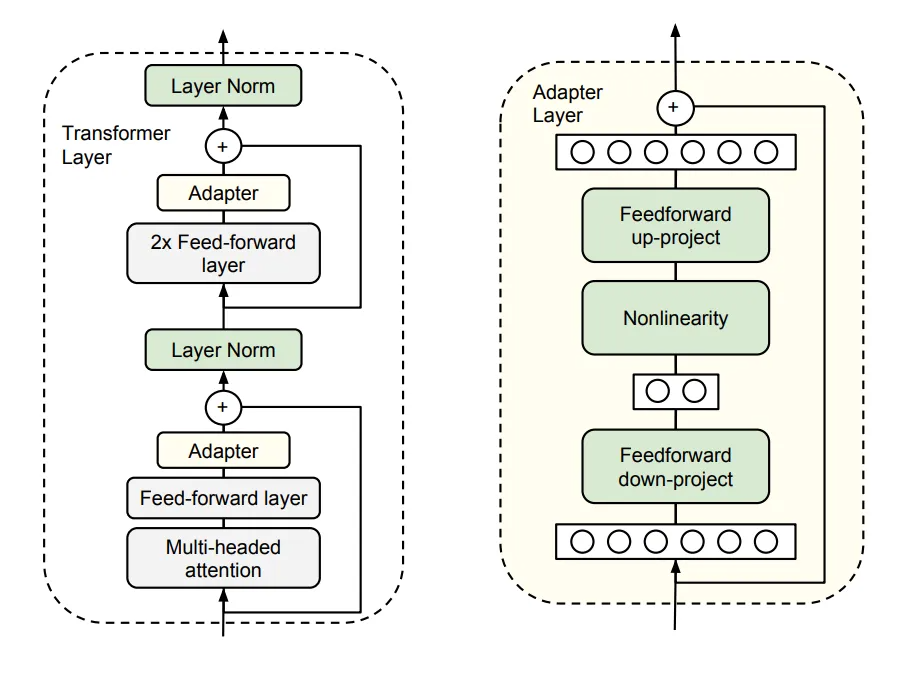 Layer Norm
Transformer
Layer
+
Adapter
2x Feed-forward
layer
Layer Norm
+
Adapter
Feed-forward layer
Multi-headed
attention
Adapter
Layer
+
Feedforward
up-project
Nonlinearity
Feedforward
down-project